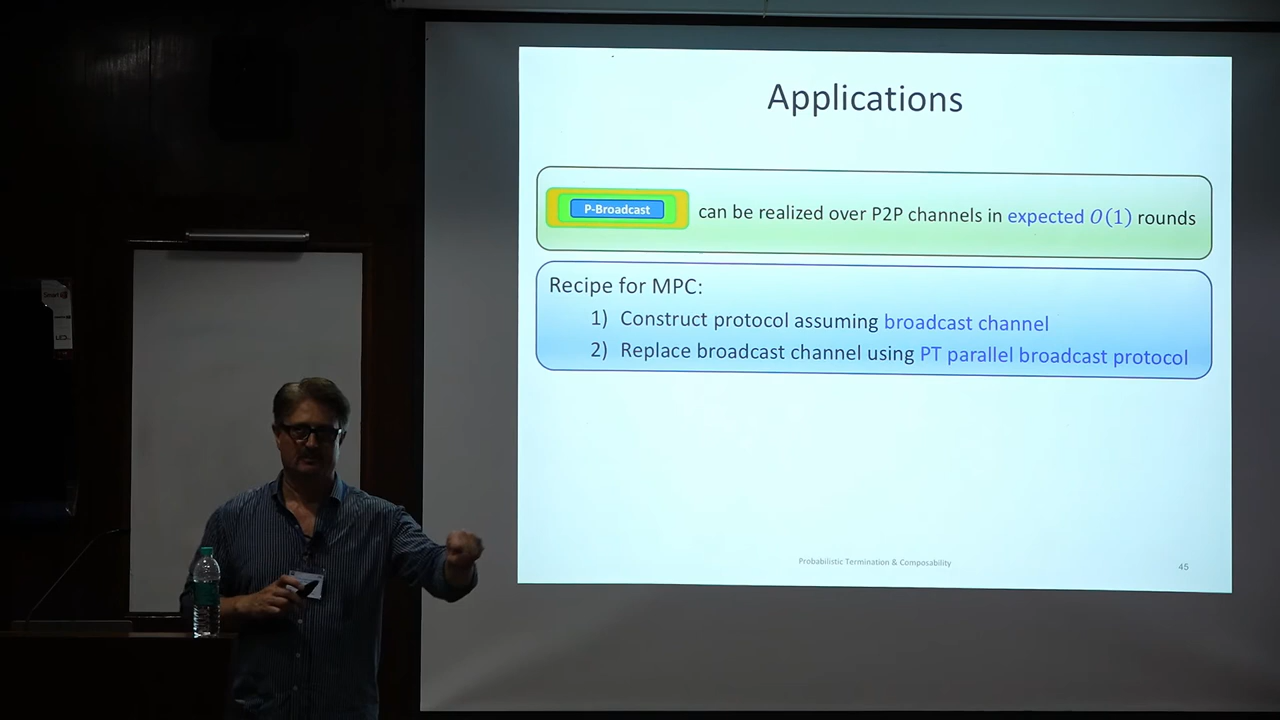 Applications
P-Broadcast can be realized over P2P channels in expected O(1) rounds
Recipe for MPC:
1) Construct protocol assuming broadcast channel
2) Replace broadcast channel using PT parallel broadcast protocol
Probabilistic Termination & Composability
45